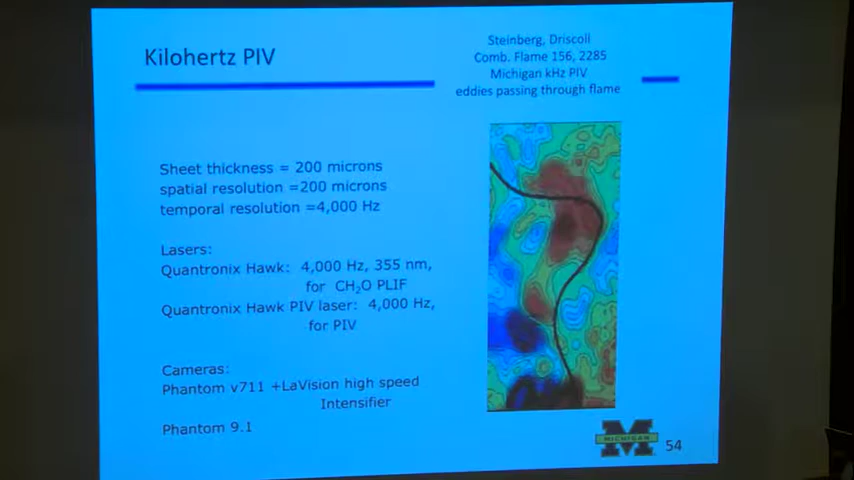 Kilohertz PIV
Steinberg, Driscoll
Comb. Flame 156, 2285
Michigan kHz PIV
eddies passing through flame
Sheet thickness = 200 microns
spatial resolution =200 microns
temporal resolution =4,000 Hz
Lasers:
Quantronix Hawk: 4,000 Hz, 355 nm,
for CH₂O PLIF
Quantronix Hawk PIV laser: 4,000 Hz,
for PIV
Cameras:
Phantom v711 +LaVision high speed
Intensifier
Phantom 9.1
MICHIGAN
54